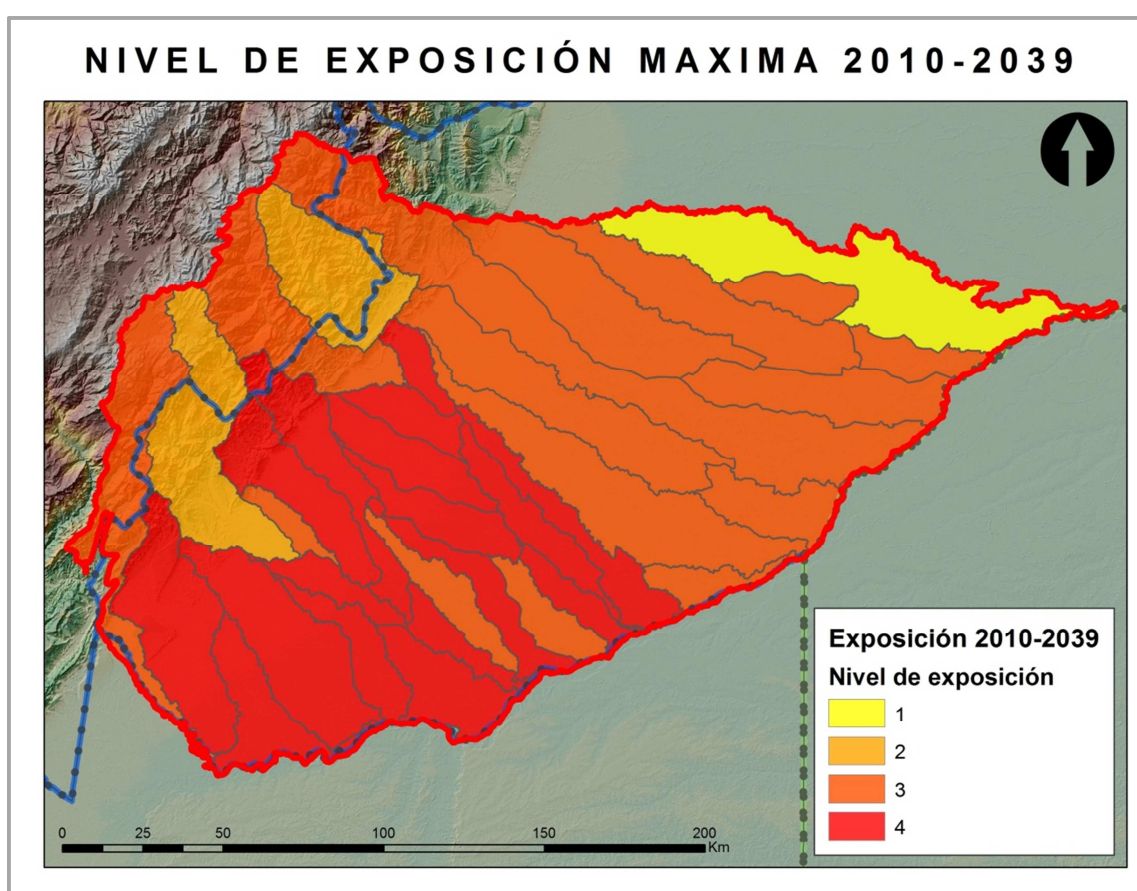 NIVEL DE EXPOSICIÓN MAXIMA 2010-2039
Exposición 2010-2039
Nivel de exposición
1
2
3
4
0 25 50 100 150 200
Km